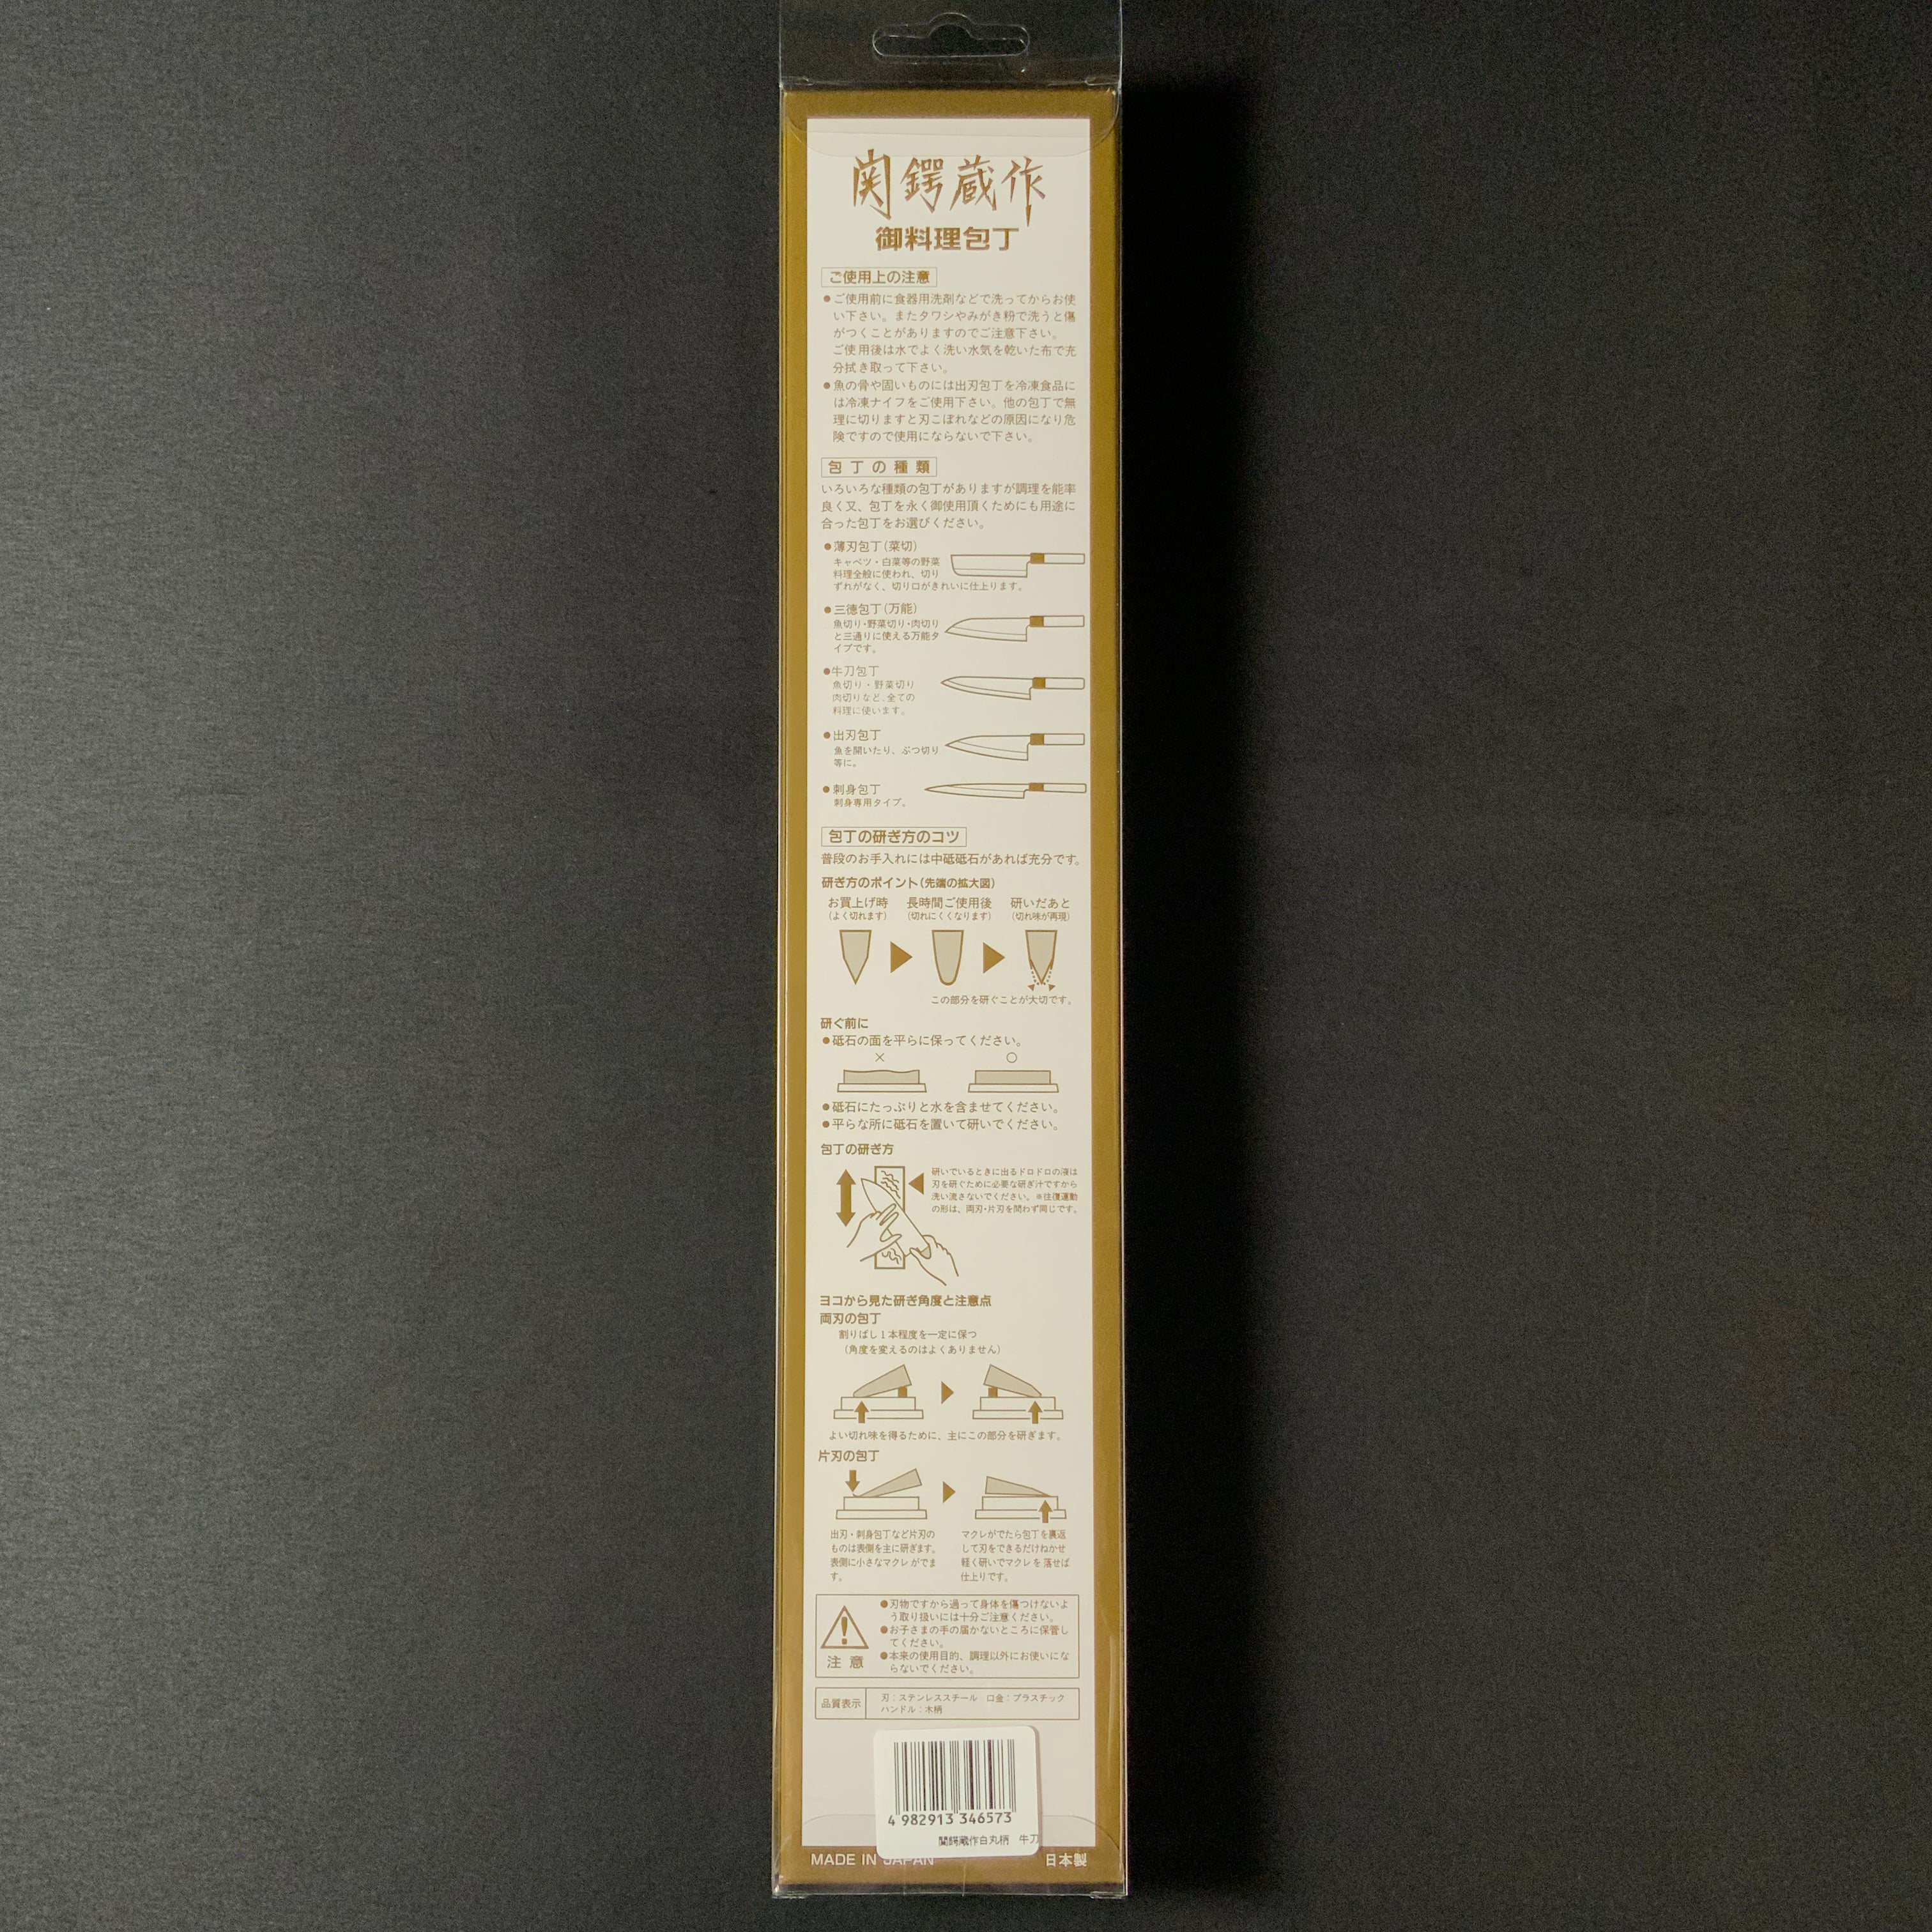 関鍔蔵作
御料理包丁
ご使用上の注意
●ご使用前に食器用洗剤などで洗ってからお使
い下さい。またタワシやみがき粉で洗うと傷
がつくことがありますのでご注意下さい。
ご使用後は水でよく洗い水気を乾いた布で充
分拭き取って下さい。
●魚の骨や固いものには出刃包丁を冷凍食品に
は冷凍ナイフをご使用下さい。他の包丁で無
理に切りますと刃こぼれなどの原因になり危
険ですので使用にならないで下さい。
包丁の種類
いろいろな種類の包丁がありますが調理を能率
良く又、包丁を永く御使用頂くためにも用途に
合った包丁をお選びください。
●薄刃包丁(菜切)
キャベツ・白菜等の野菜
料理全般に使われ、切り
ずれがなく、切り口がきれいに仕上ります。
●三徳包丁(万能)
魚切り・野菜切り・肉切り
と三通りに使える万能タ
イプです。
●牛刀包丁
魚切り・野菜切り
肉切りなど、全ての
料理に使います。
●出刃包丁
魚を開いたり、ぶつ切り
等に。
●刺身包丁
刺身専用タイプ。
包丁の研ぎ方のコツ
普段のお手入れには中砥砥石があれば充分です。
研ぎ方のポイント(先端の拡大図)
お買上げ時 長時間ご使用後 研いだあと
(よく切れます) (切れにくくなります) (切れ味が再現)
この部分を研ぐことが大切です。
研ぐ前に
●砥石の面を平らに保ってください。
× ○
●砥石にたっぷりと水を含ませてください。
●平らな所に砥石を置いて研いでください。
包丁の研ぎ方
研いでいるときに出るドロドロの液は
刃を研ぐために必要な研ぎ汁ですから
洗い流さないでください。※往復運動
の形は、両刃・片刃を問わず同じです。
ヨコから見た研ぎ角度と注意点
両刃の包丁
割りばし1本程度を一定に保つ
(角度を変えるのはよくありません)
よい切れ味を得るために、主にこの部分を研ぎます。
片刃の包丁
出刃・刺身包丁など片刃の
ものは表側を主に研ぎます。
表側に小さなマクレがでま
す。
マクレがでたら包丁を裏返
して刃をできるだけねかせ
軽く研いでマクレを落せば
仕上りです。
注意
●刃物ですから過って身体を傷つけないよ
う取り扱いには十分ご注意ください。
●お子さまの手の届かないところに保管し
てください。
●本来の使用目的、調理以外にお使いにな
らないでください。
品質表示
刃:ステンレススチール 口金:プラスチック
ハンドル:木柄
4 982913 346573
関鍔蔵作白丸柄 牛刀
MADE IN JAPAN 日本製